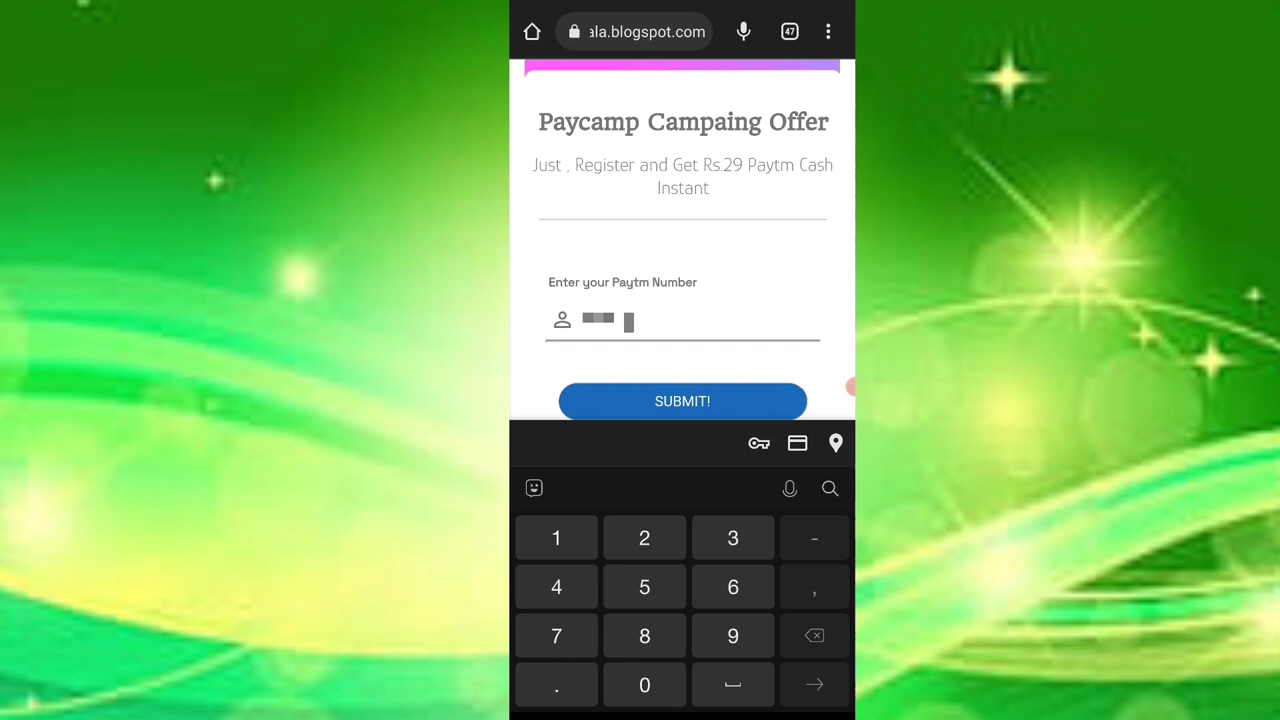 ala.blogspot.com
47
Paycamp Campaing Offer
Just , Register and Get Rs.29 Paytm Cash
Instant
Enter your Paytm Number
SUBMIT!
1 2 3 -
4 5 6 ,
7 8 9
. 0